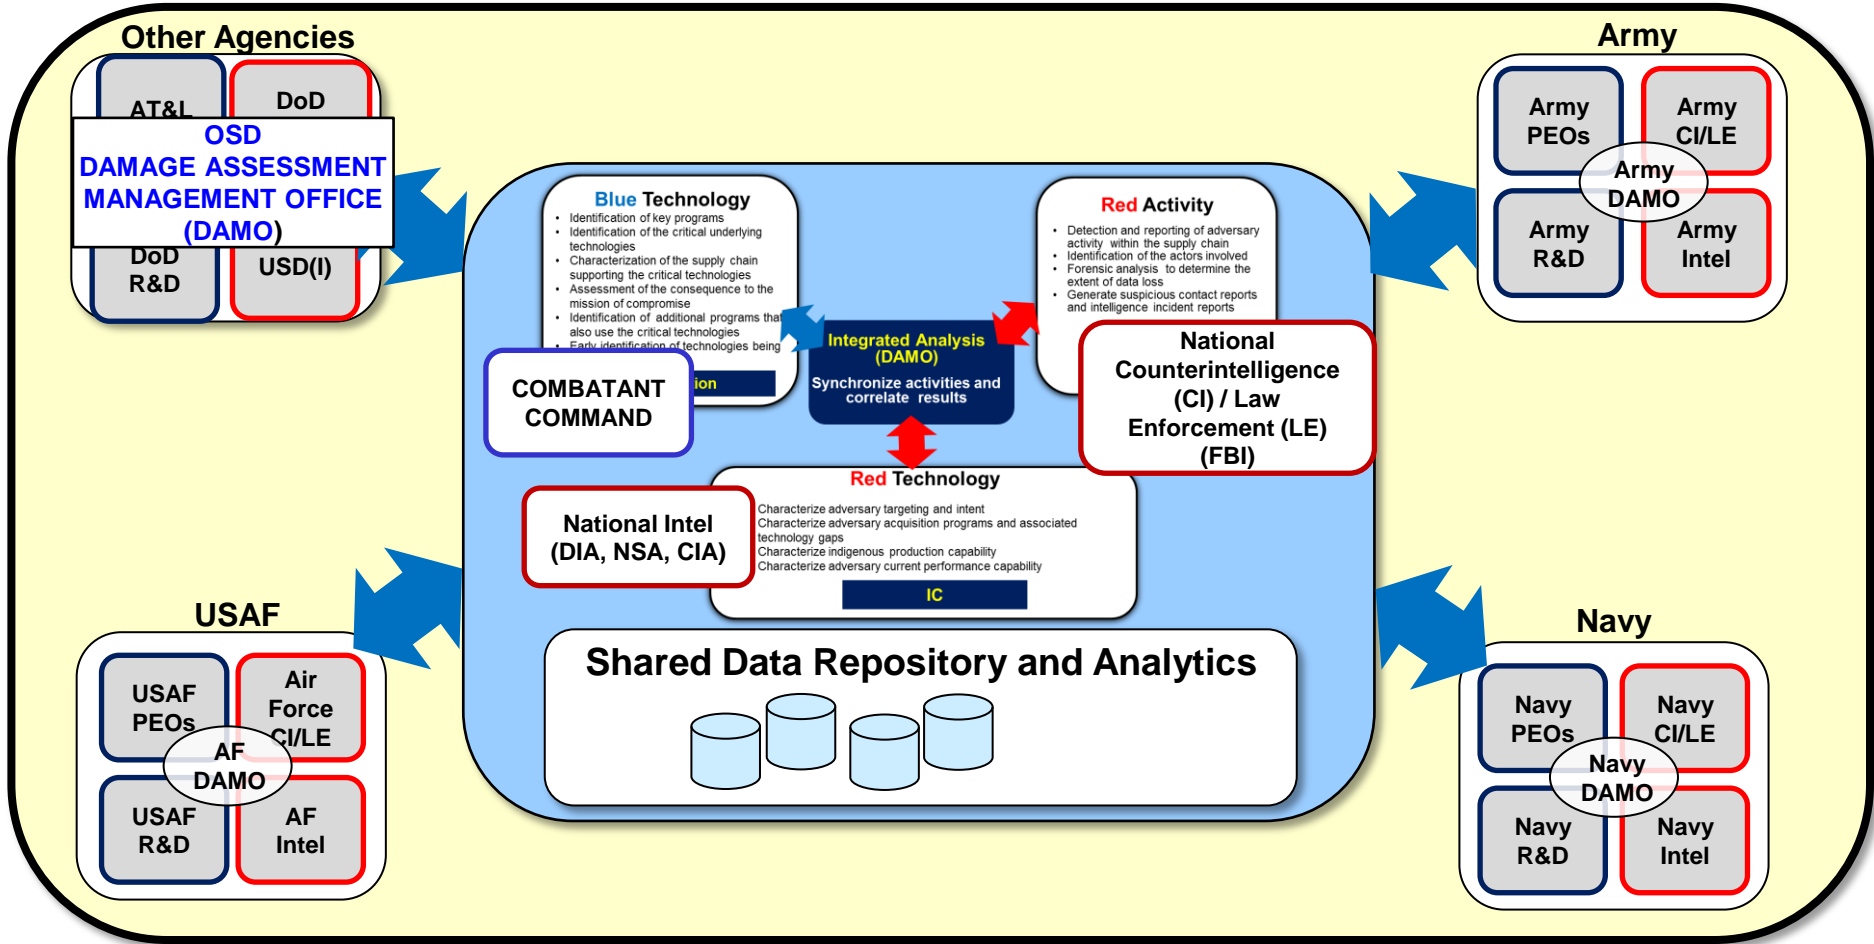 Other Agencies
AT&L
DoD
OSD
DAMAGE ASSESSMENT
MANAGEMENT OFFICE
(DAMO)
DoD
R&D
USD(I)
Army
Army
PEOs
Army
CI/LE
Army
DAMO
Army
R&D
Army
Intel
Blue Technology
• Identification of key programs
• Identification of the critical underlying
technologies
• Characterization of the supply chain
supporting the critical technologies
• Assessment of the consequence to the
mission of compromise
• Identification of additional programs that
also use the critical technologies
• Early identification of technologies being
ion
COMBATANT
COMMAND
Integrated Analysis
(DAMO)
Synchronize activities and
correlate results
Red Activity
• Detection and reporting of adversary
activity within the supply chain
• Identification of the actors involved
• Forensic analysis to determine the
extent of data loss
• Generate suspicious contact reports
and intelligence incident reports
National
Counterintelligence
(CI) / Law
Enforcement (LE)
(FBI)
Red Technology
Characterize adversary targeting and intent
Characterize adversary acquisition programs and associated
technology gaps
Characterize indigenous production capability
Characterize adversary current performance capability
IC
National Intel
(DIA, NSA, CIA)
Shared Data Repository and Analytics
USAF
USAF
PEOs
Air
Force
CI/LE
AF
DAMO
USAF
R&D
AF
Intel
Navy
Navy
PEOs
Navy
CI/LE
Navy
DAMO
Navy
R&D
Navy
Intel